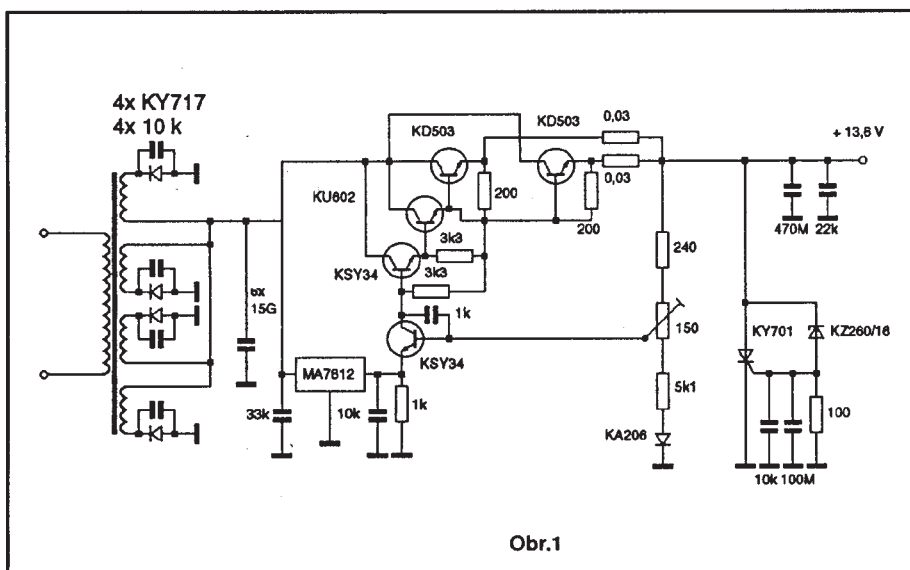 4x KY717
4x 10 k
KD503
0,03
KD503
+ 13,8 V
0,03
KU602
200
200
470M
22k
3k3
240
KSY34
3k3
6x
15G
1k
150
KY701
KZ260/16
KSY34
MA7812
5k1
33k
10k
1k
100
KA206
10k
100M
Obr.1